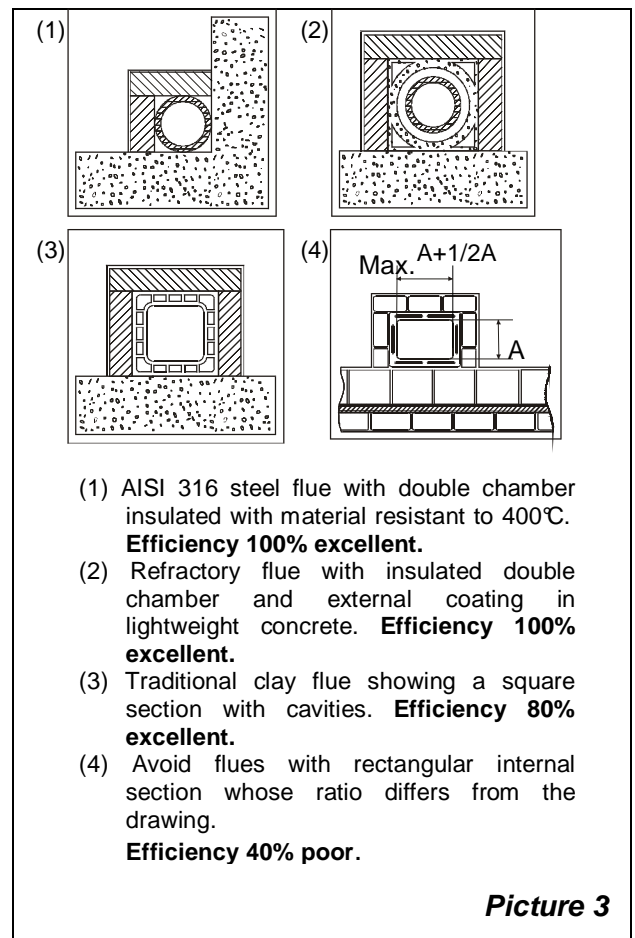 (1)
(2)
(3)
(4)
Max.
A+1/2A
A
(1) AISI 316 steel flue with double chamber
insulated with material resistant to 400℃.
Efficiency 100% excellent.
(2) Refractory flue with insulated double
chamber and external coating in
lightweight concrete. Efficiency 100%
excellent.
(3) Traditional clay flue showing a square
section with cavities. Efficiency 80%
excellent.
(4) Avoid flues with rectangular internal
section whose ratio differs from the
drawing.
Efficiency 40% poor.
Picture 3